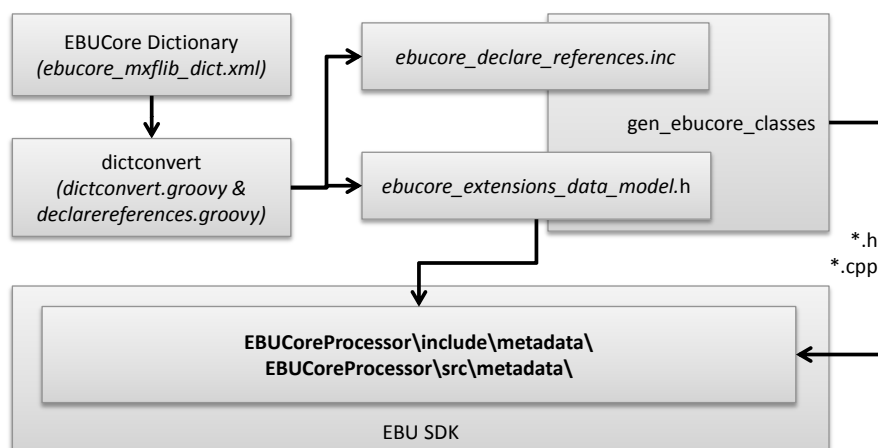 EBUCore Dictionary
(ebucore_mxflib_dict.xml)
ebucore_declare_references.inc
gen_ebucore_classes
dictconvert
(dictconvert.groovy &
declarereferences.groovy)
ebucore_extensions_data_model.h
*.h
*.cpp
EBUCoreProcessor\include\metadata\
EBUCoreProcessor\src\metadata\
EBU SDK